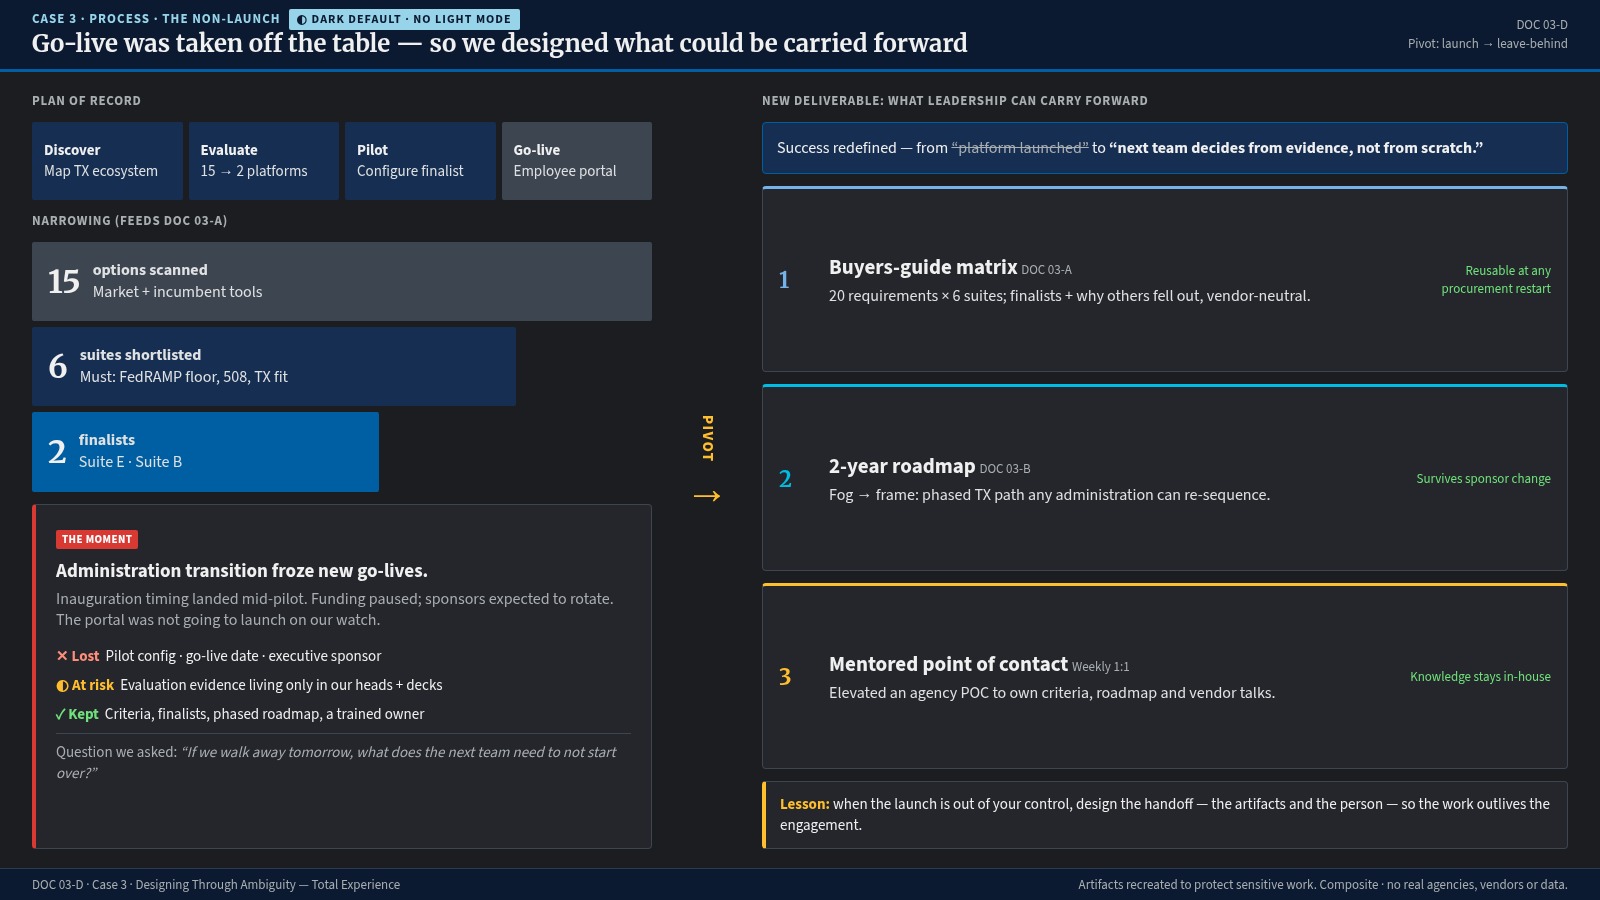 CASE 3 · PROCESS · THE NON-LAUNCH
◐ DARK DEFAULT · NO LIGHT MODE
Go-live was taken off the table — so we designed what could be carried forward
DOC 03-D
Pivot: launch → leave-behind
PLAN OF RECORD
Discover
Map TX ecosystem
Evaluate
15 → 2 platforms
Pilot
Configure finalist
Go-live
Employee portal
NARROWING (FEEDS DOC 03-A)
15
options scanned
Market + incumbent tools
6
suites shortlisted
Must: FedRAMP floor, 508, TX fit
2
finalists
Suite E · Suite B
THE MOMENT
Administration transition froze new go-lives.
Inauguration timing landed mid-pilot. Funding paused; sponsors expected to rotate.
The portal was not going to launch on our watch.
✕ Lost Pilot config · go-live date · executive sponsor
◐ At risk Evaluation evidence living only in our heads + decks
✓ Kept Criteria, finalists, phased roadmap, a trained owner
Question we asked: “If we walk away tomorrow, what does the next team need to not start
over?”
PIVOT
→
NEW DELIVERABLE: WHAT LEADERSHIP CAN CARRY FORWARD
Success redefined — from “platform launched” to “next team decides from evidence, not from scratch.”
1
Buyers-guide matrix DOC 03-A
20 requirements × 6 suites; finalists + why others fell out, vendor-neutral.
Reusable at any
procurement restart
2
2-year roadmap DOC 03-B
Fog → frame: phased TX path any administration can re-sequence.
Survives sponsor change
3
Mentored point of contact Weekly 1:1
Elevated an agency POC to own criteria, roadmap and vendor talks.
Knowledge stays in-house
Lesson: when the launch is out of your control, design the handoff — the artifacts and the person — so the work outlives the
engagement.
DOC 03-D · Case 3 · Designing Through Ambiguity — Total Experience
Artifacts recreated to protect sensitive work. Composite · no real agencies, vendors or data.